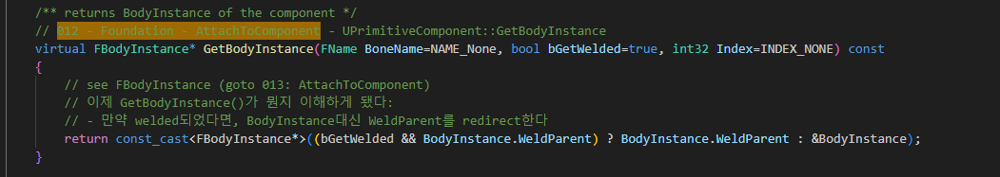 /** returns BodyInstance of the component */
// 012 - Foundation - AttachToComponent - UPrimitiveComponent::GetBodyInstance
virtual FBodyInstance* GetBodyInstance(FName BoneName=NAME_None, bool bGetWelded=true, int32 Index=INDEX_NONE) const
{
// see FBodyInstance (goto 013: AttachToComponent)
// 이제 GetBodyInstance()가 뭔지 이해하게 됐다:
// - 만약 welded되었다면, BodyInstance대신 WeldParent를 redirect한다
return const_cast<FBodyInstance*>((bGetWelded && BodyInstance.WeldParent) ? BodyInstance.WeldParent : &BodyInstance);
}